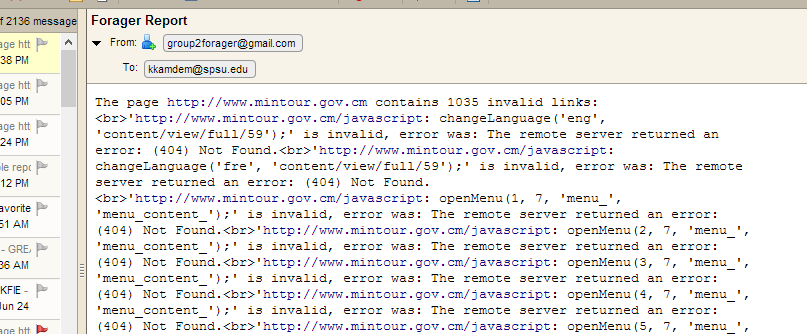 f 2136 message
age htt
38 PM
age htt
05 PM
age htt
24 PM
ole repo
12 PM
avorite
51 AM
- GREA
36 AM
KFIE -
Jun 24
age htt
Forager Report
From: group2forager@gmail.com
To: kkamdem@spsu.edu
The page http://www.mintour.gov.cm contains 1035 invalid links:
<br>'http://www.mintour.gov.cm/javascript: changeLanguage('eng',
'content/view/full/59');' is invalid, error was: The remote server returned an
error: (404) Not Found.<br>'http://www.mintour.gov.cm/javascript:
changeLanguage('fre', 'content/view/full/59');' is invalid, error was: The remote
server returned an error: (404) Not Found.
<br>'http://www.mintour.gov.cm/javascript: openMenu(1, 7, 'menu_',
'menu_content_');' is invalid, error was: The remote server returned an error:
(404) Not Found.<br>'http://www.mintour.gov.cm/javascript: openMenu(2, 7, 'menu_',
'menu_content_');' is invalid, error was: The remote server returned an error:
(404) Not Found.<br>'http://www.mintour.gov.cm/javascript: openMenu(3, 7, 'menu_',
'menu_content_');' is invalid, error was: The remote server returned an error:
(404) Not Found.<br>'http://www.mintour.gov.cm/javascript: openMenu(4, 7, 'menu_',
'menu_content_');' is invalid, error was: The remote server returned an error:
(404) Not Found.<br>'http://www.mintour.gov.cm/javascript: openMenu(5, 7, 'menu_',